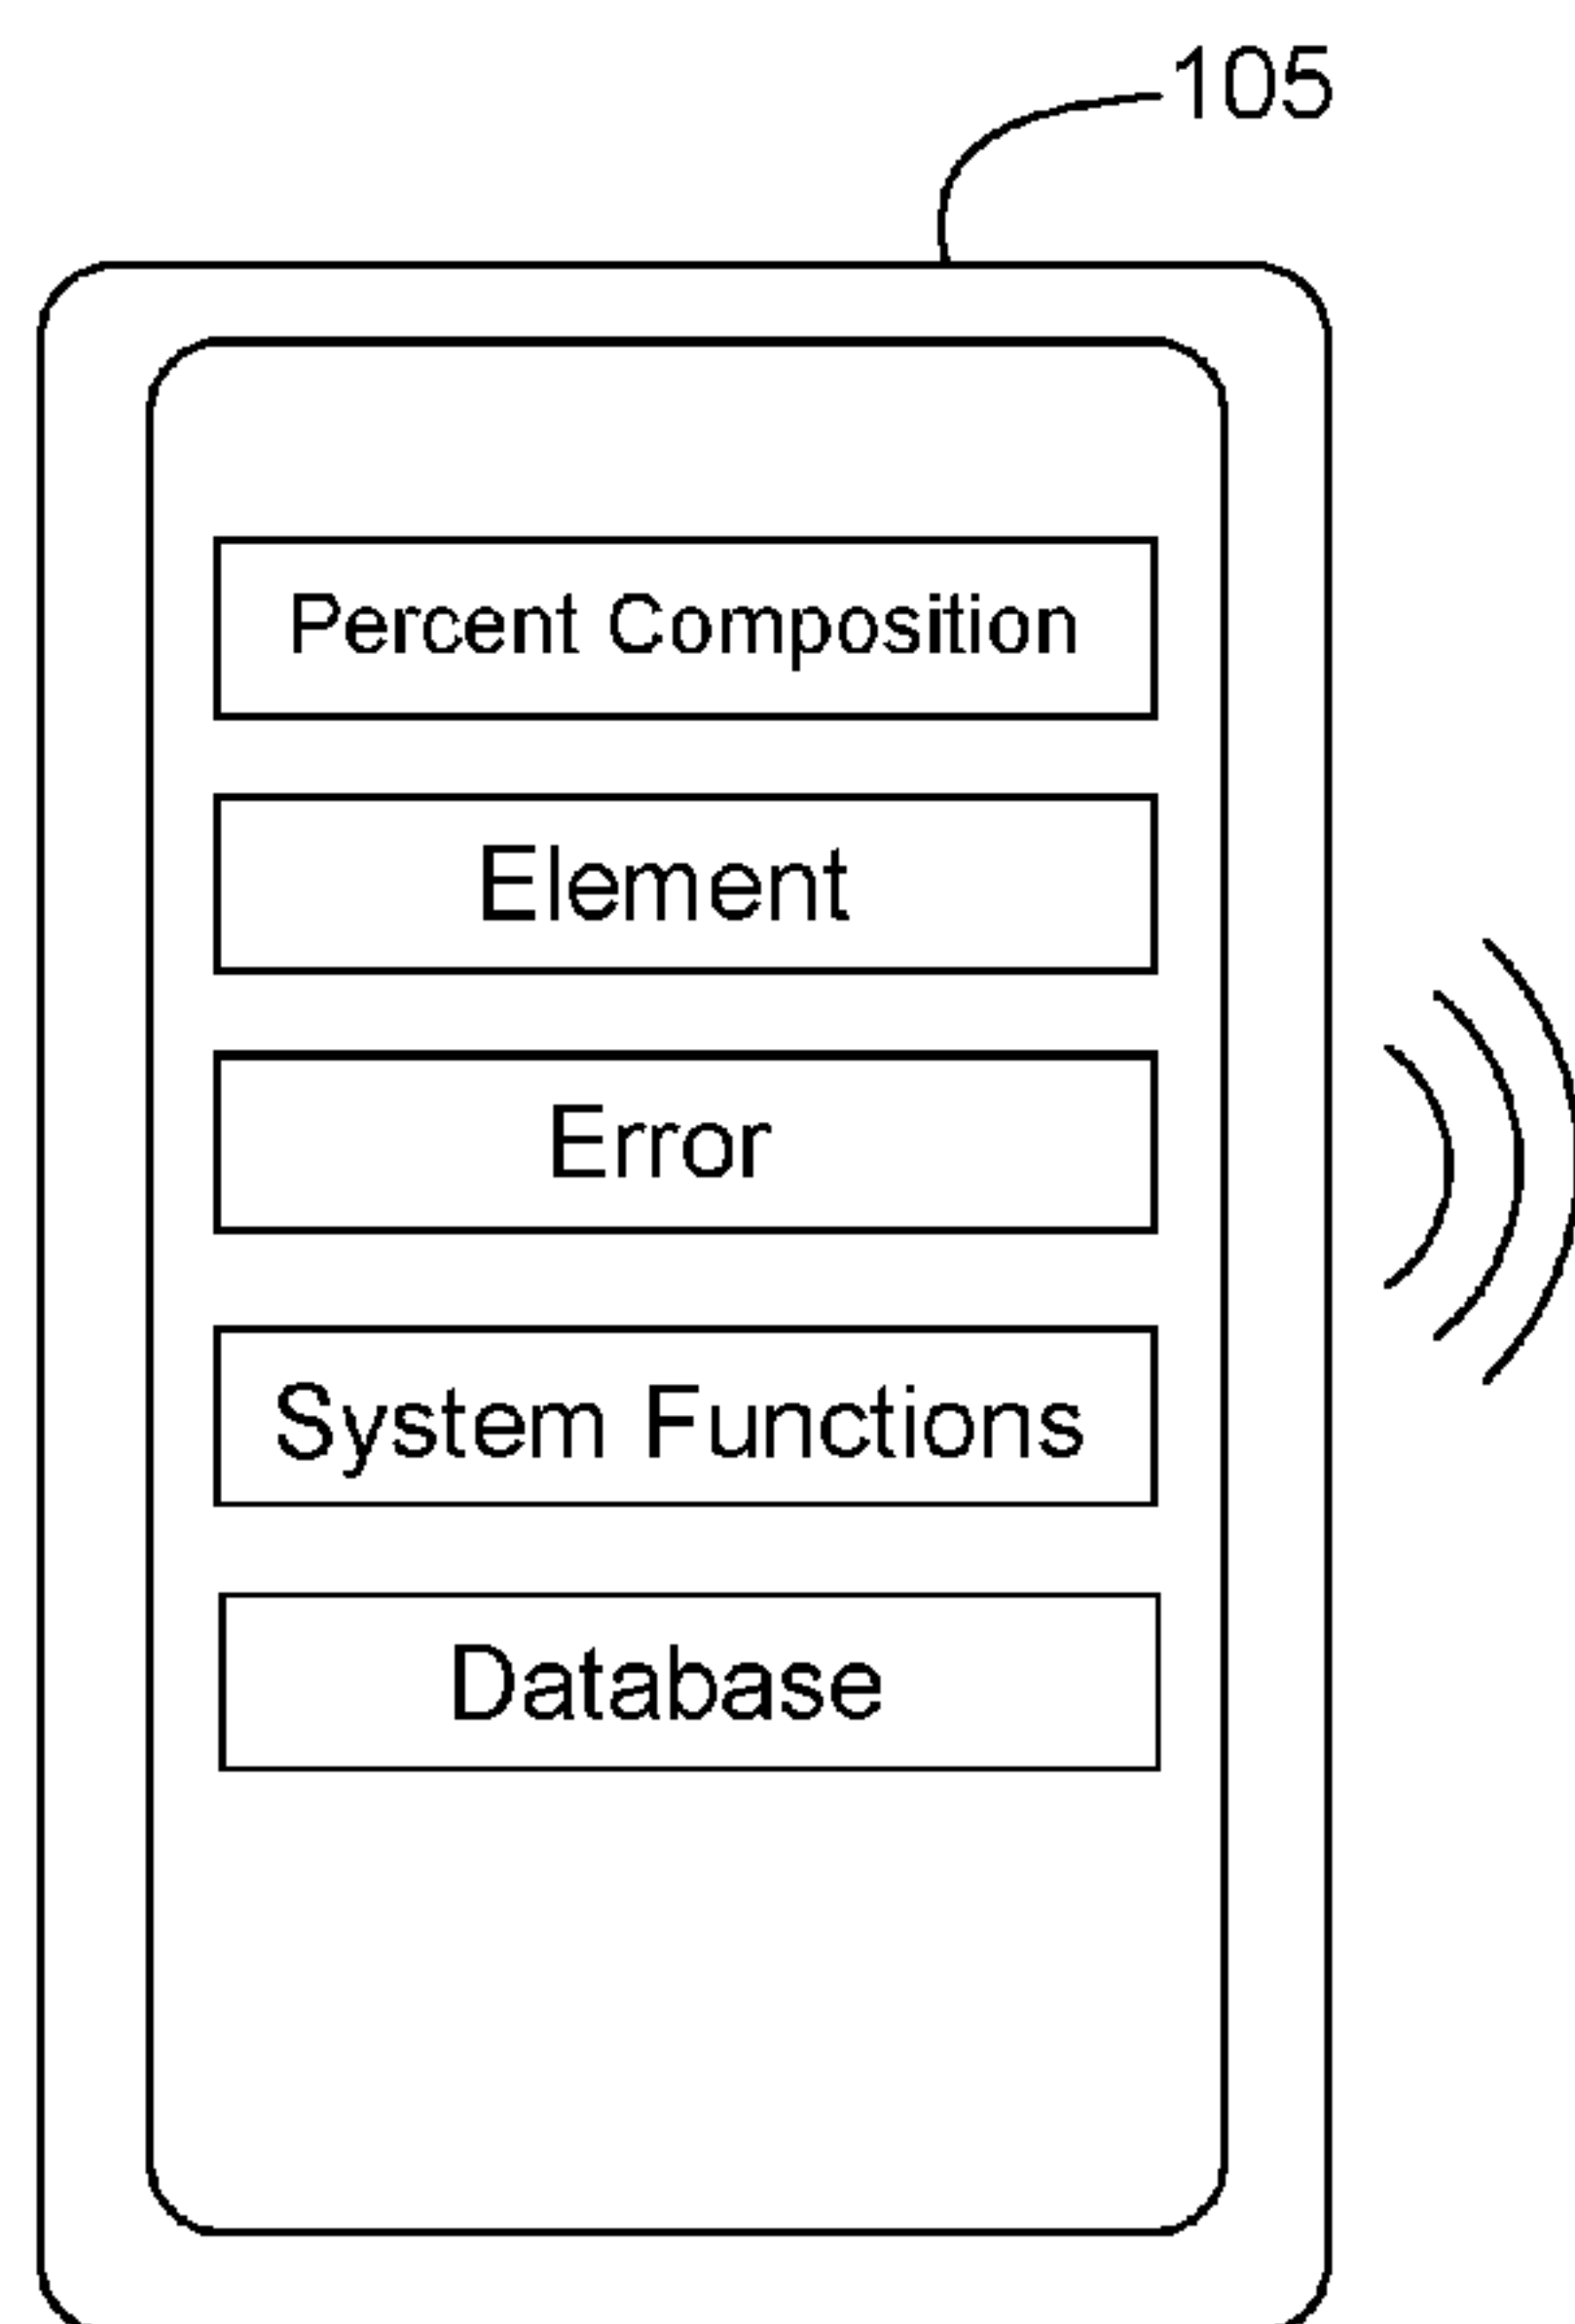 105
Percent Composition
Element
Error
System Functions
Database